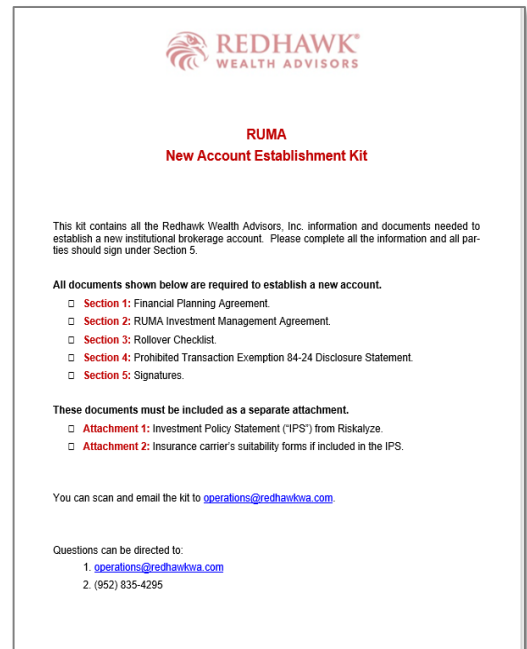 REDHAWK®
WEALTH ADVISORS
RUMA
New Account Establishment Kit
This kit contains all the Redhawk Wealth Advisors, Inc. information and documents needed to
establish a new institutional brokerage account. Please complete all the information and all par-
ties should sign under Section 5.
All documents shown below are required to establish a new account.
☐ Section 1: Financial Planning Agreement.
☐ Section 2: RUMA Investment Management Agreement.
☐ Section 3: Rollover Checklist.
☐ Section 4: Prohibited Transaction Exemption 84-24 Disclosure Statement.
☐ Section 5: Signatures.
These documents must be included as a separate attachment.
☐ Attachment 1: Investment Policy Statement (“IPS”) from Riskalyze.
☐ Attachment 2: Insurance carrier's suitability forms if included in the IPS.
You can scan and email the kit to operations@redhawkwa.com.
Questions can be directed to:
1. operations@redhawkwa.com
2. (952) 835-4295